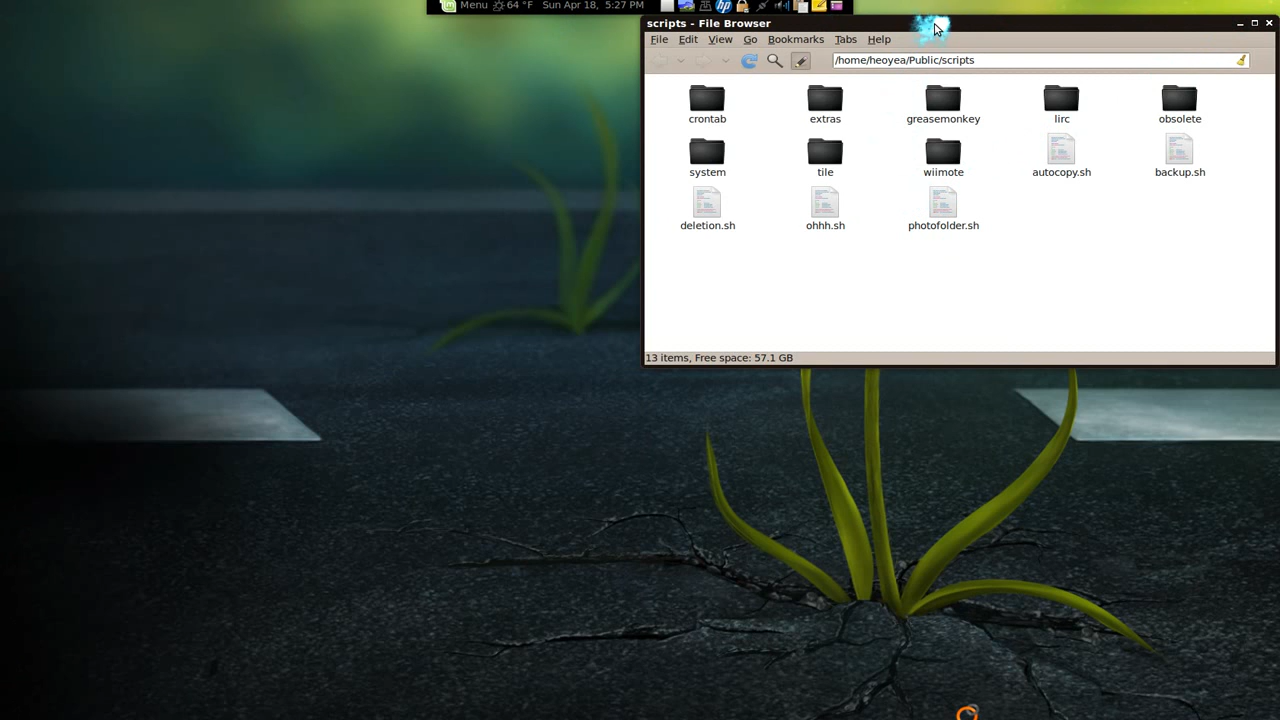 Menu 64 °F Sun Apr 18, 5:27 PM
scripts - File Browser
File Edit View Go Bookmarks Tabs Help
/home/heoyea/Public/scripts
crontab extras greasemonkey lirc obsolete
system tile wiimote autocopy.sh backup.sh
deletion.sh ohhh.sh photofolder.sh
13 items, Free space: 57.1 GB